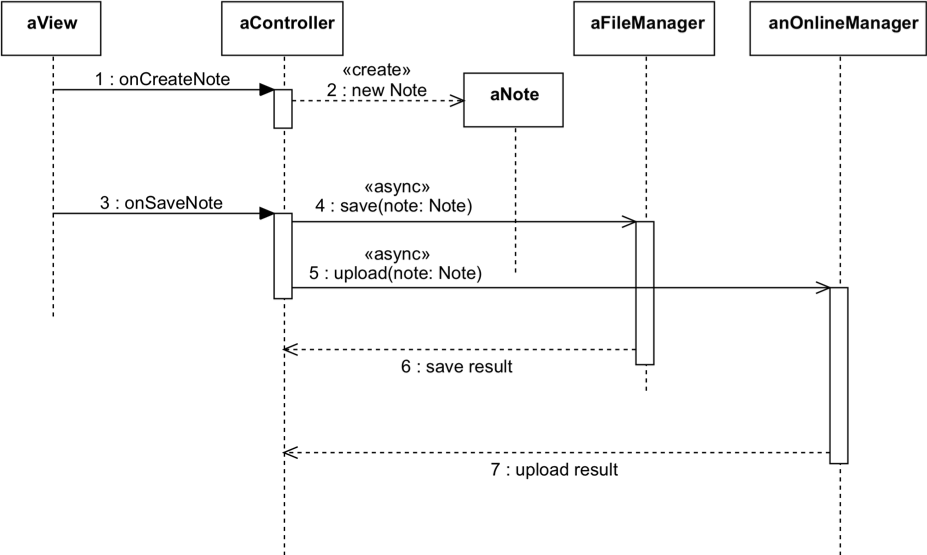 aView
aController
aFileManager
anOnlineManager
1 : onCreateNote
«create»
2 : new Note
aNote
3 : onSaveNote
«async»
4 : save(note: Note)
«async»
5 : upload(note: Note)
6 : save result
7 : upload result